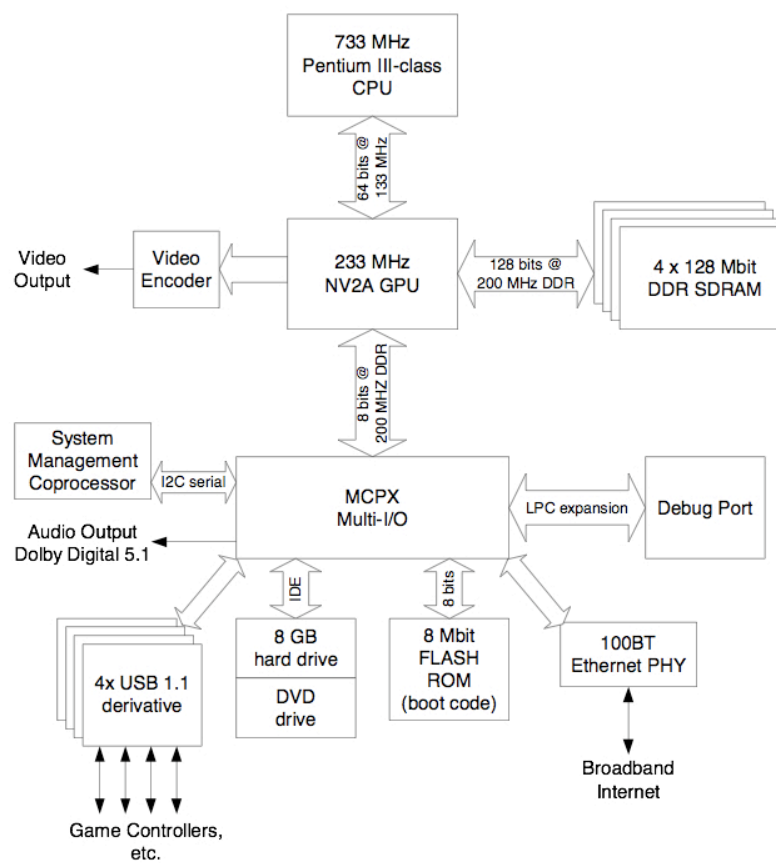 733 MHz
Pentium III-class
CPU
64 bits @
133 MHz
Video
Output
Video
Encoder
233 MHz
NV2A GPU
128 bits @
200 MHz DDR
4 x 128 Mbit
DDR SDRAM
8 bits @
200 MHZ DDR
System
Management
Coprocessor
I2C serial
MCPX
Multi-I/O
LPC expansion
Debug Port
Audio Output
Dolby Digital 5.1
IDE
8 bits
4x USB 1.1
derivative
8 GB
hard drive
DVD
drive
8 Mbit
FLASH
ROM
(boot code)
100BT
Ethernet PHY
Broadband
Internet
Game Controllers,
etc.